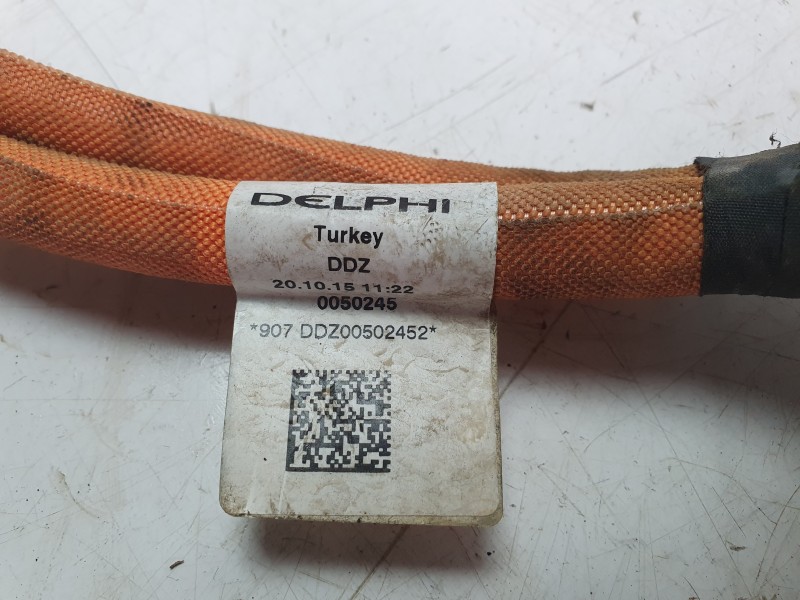 DELPHI
Turkey
DDZ
20.10.15 11:22
0050245
*907 DDZ00502452*